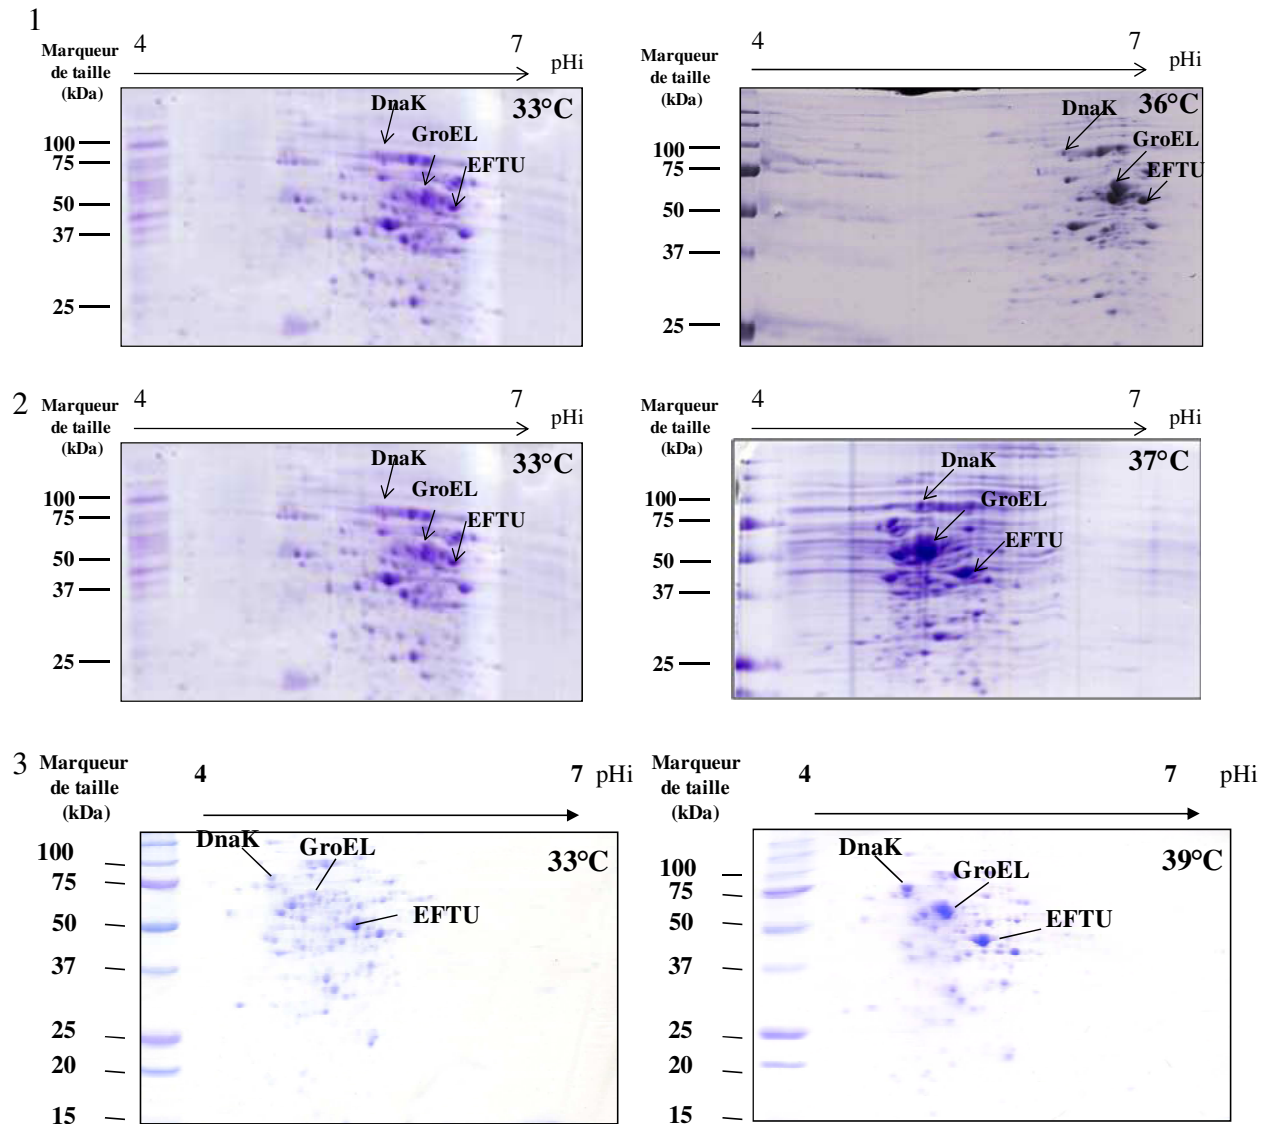 1
Marqueur
de taille
(kDa)
4
7
pHi
100
75
50
37
25
DnaK
GroEL
EFTU
33°C
Marqueur
de taille
(kDa)
4
7
pHi
100
75
50
37
25
DnaK
GroEL
EFTU
36°C
2
Marqueur
de taille
(kDa)
4
7
pHi
100
75
50
37
25
DnaK
GroEL
EFTU
33°C
Marqueur
de taille
(kDa)
4
7
pHi
100
75
50
37
25
DnaK
GroEL
EFTU
37°C
3
Marqueur
de taille
(kDa)
4
7 pHi
100
75
50
37
25
20
15
DnaK
GroEL
EFTU
33°C
Marqueur
de taille
(kDa)
4
7
pHi
100
75
50
37
25
20
15
DnaK
GroEL
EFTU
39°C